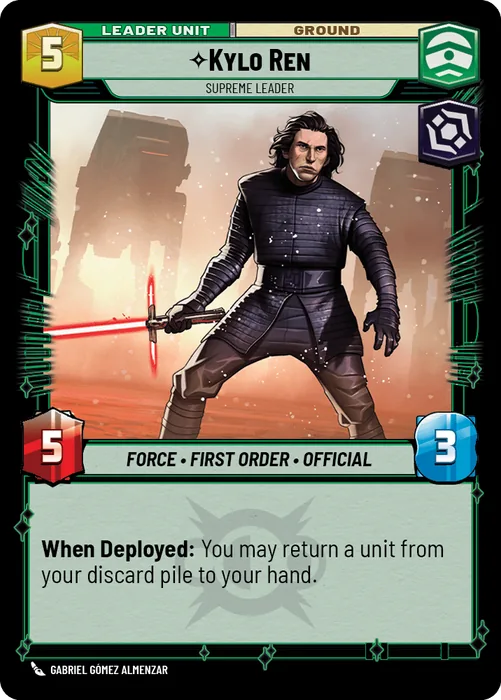 5
LEADER UNIT
GROUND
KYLO REN
SUPREME LEADER
5
FORCE • FIRST ORDER • OFFICIAL
3
When Deployed: You may return a unit from
your discard pile to your hand.
GABRIEL GÓMEZ ALMENZAR